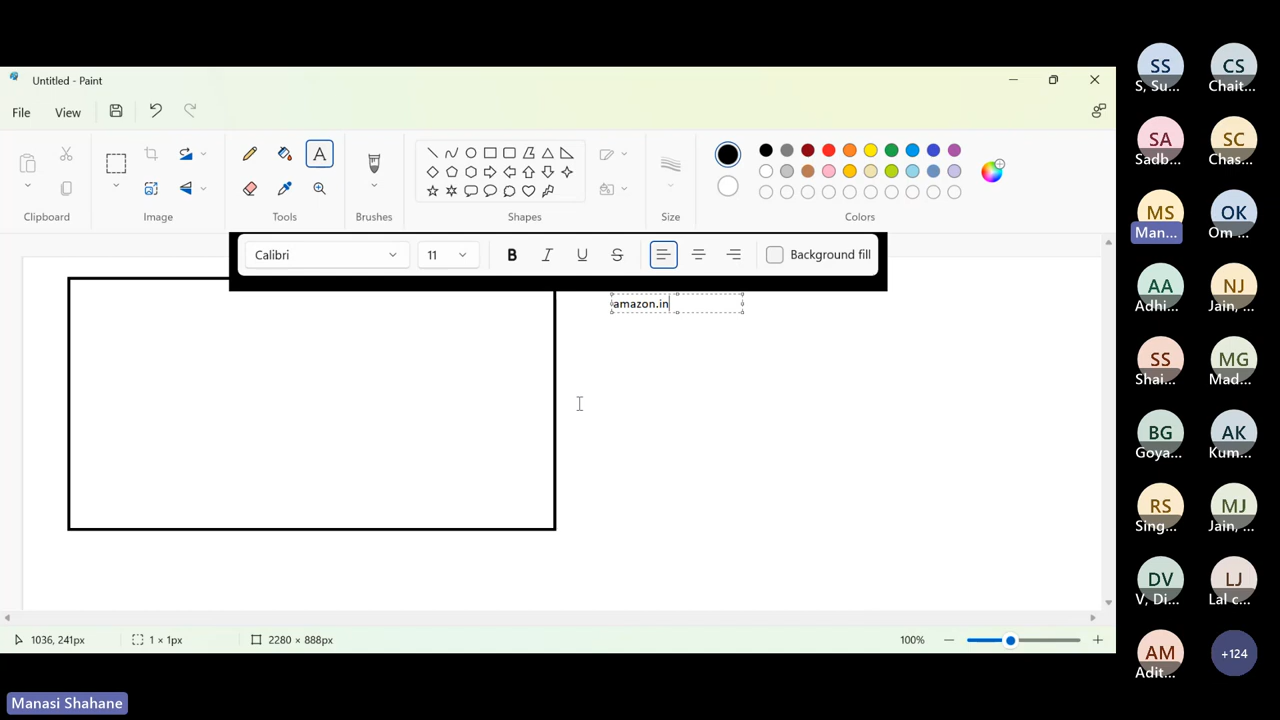 Untitled - Paint
File View
Clipboard Image Tools Brushes Shapes Size Colors
Calibri 11 B I U S Background fill
amazon.in
1036, 241px 1 × 1px 2280 × 888px 100%
SS CS
S, Su... Chait...
SA SC
Sadb... Chas...
MS OK
Man... Om ...
AA NJ
Adhi... Jain, ...
SS MG
Shai... Mad...
BG AK
Goya... Kum...
RS MJ
Sing... Jain, ...
DV LJ
V, Di... Lal c...
AM +124
Adit...
Manasi Shahane